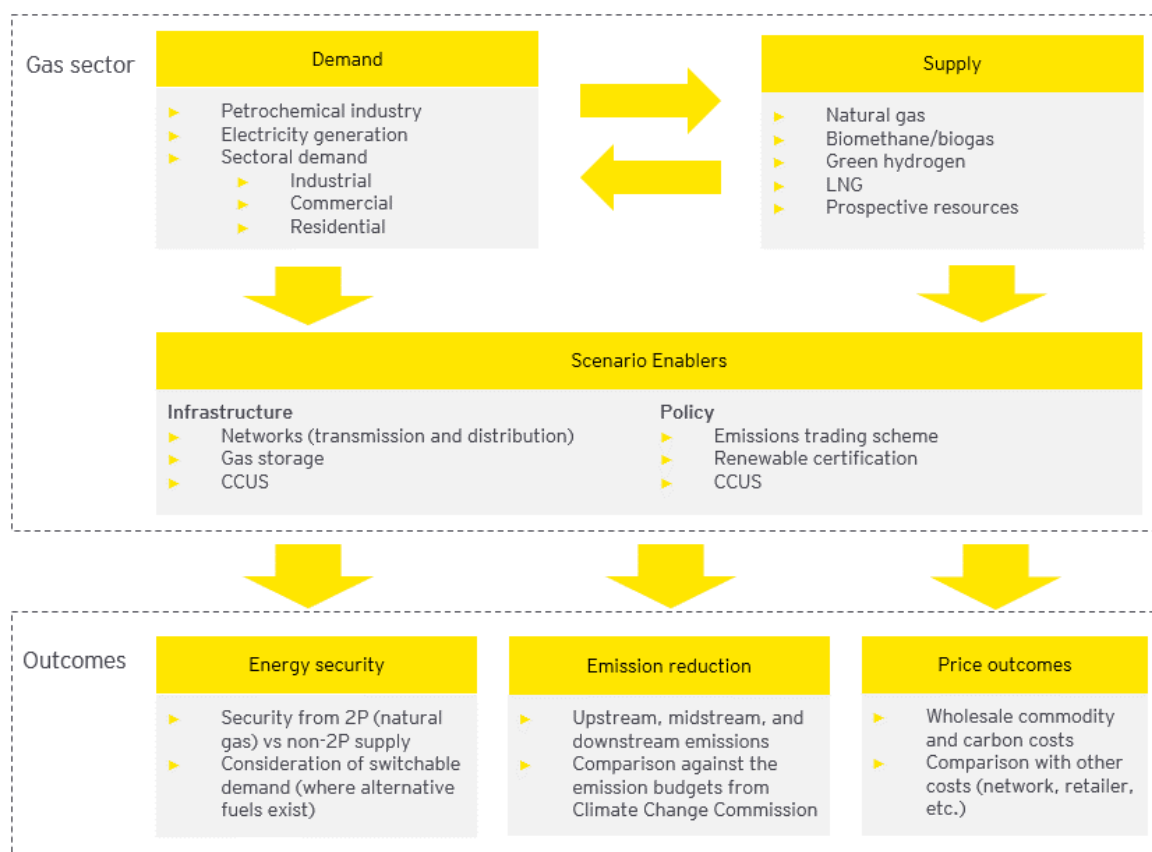 Gas sector
Demand
Petrochemical industry
Electricity generation
Sectoral demand
Industrial
Commercial
Residential
Supply
Natural gas
Biomethane/biogas
Green hydrogen
LNG
Prospective resources
Scenario Enablers
Infrastructure
Networks (transmission and distribution)
Gas storage
CCUS
Policy
Emissions trading scheme
Renewable certification
CCUS
Outcomes
Energy security
Security from 2P (natural
gas) vs non-2P supply
Consideration of switchable
demand (where alternative
fuels exist)
Emission reduction
Upstream, midstream, and
downstream emissions
Comparison against the
emission budgets from
Climate Change Commission
Price outcomes
Wholesale commodity
and carbon costs
Comparison with other
costs (network, retailer,
etc.)